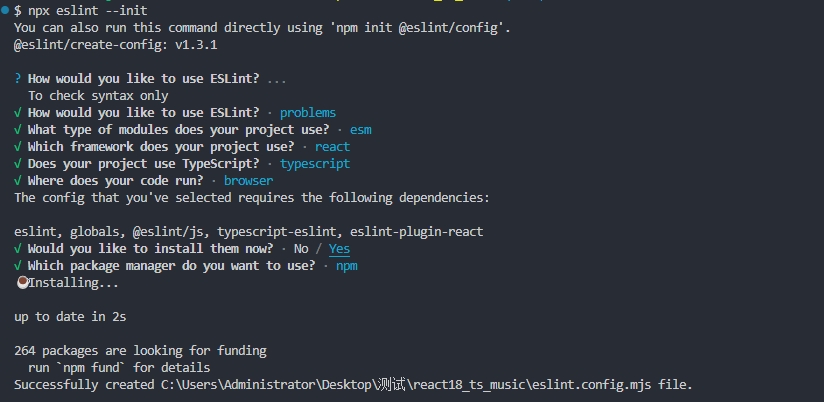 $ npx eslint --init
You can also run this command directly using 'npm init @eslint/config'.
@eslint/create-config: v1.3.1
? How would you like to use ESLint? ...
To check syntax only
√ How would you like to use ESLint? · problems
√ What type of modules does your project use? · esm
√ Which framework does your project use? · react
√ Does your project use TypeScript? · typescript
√ Where does your code run? · browser
The config that you've selected requires the following dependencies:
eslint, globals, @eslint/js, typescript-eslint, eslint-plugin-react
√ Would you like to install them now? · No / Yes
√ Which package manager do you want to use? · npm
☕Installing...
up to date in 2s
264 packages are looking for funding
run `npm fund` for details
Successfully created C:\Users\Administrator\Desktop\测试\react18_ts_music\eslint.config.mjs file.